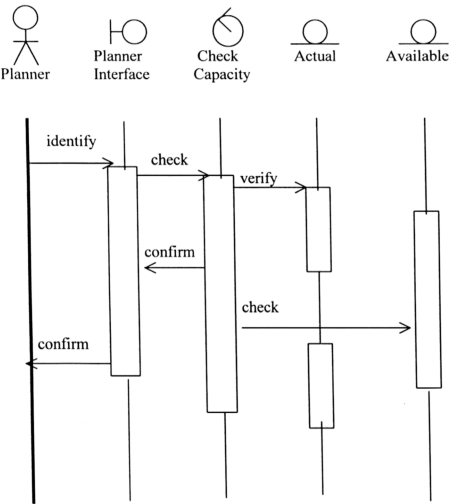 Planner
Planner
Interface
Check
Capacity
Actual
Available
identify
check
verify
confirm
check
confirm